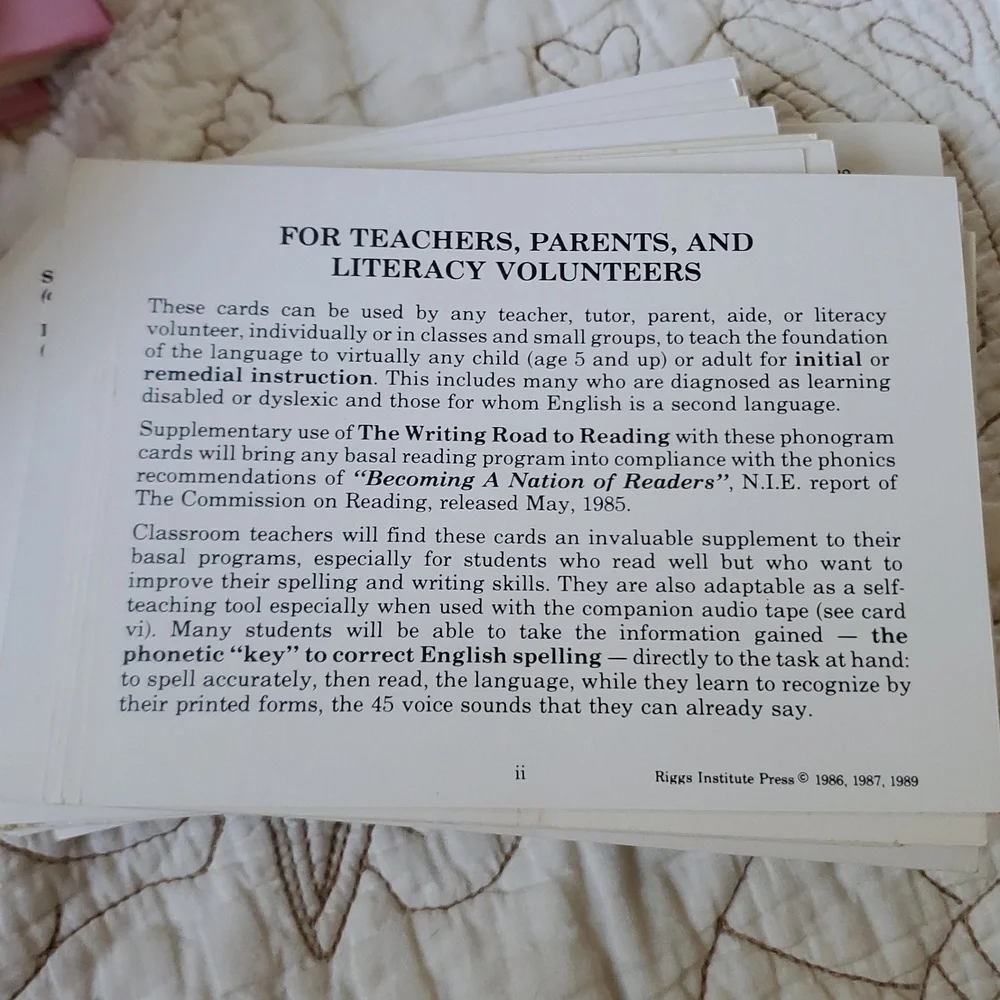 FOR TEACHERS, PARENTS, AND
LITERACY VOLUNTEERS
These cards can be used by any teacher, tutor, parent, aide, or literacy
volunteer, individually or in classes and small groups, to teach the foundation
of the language to virtually any child (age 5 and up) or adult for initial or
remedial instruction. This includes many who are diagnosed as learning
disabled or dyslexic and those for whom English is a second language.
Supplementary use of The Writing Road to Reading with these phonogram
cards will bring any basal reading program into compliance with the phonics
recommendations of “Becoming A Nation of Readers”, N.I.E. report of
The Commission on Reading, released May, 1985.
Classroom teachers will find these cards an invaluable supplement to their
basal programs, especially for students who read well but who want to
improve their spelling and writing skills. They are also adaptable as a self-
teaching tool especially when used with the companion audio tape (see card
vi). Many students will be able to take the information gained — the
phonetic “key” to correct English spelling — directly to the task at hand:
to spell accurately, then read, the language, while they learn to recognize by
their printed forms, the 45 voice sounds that they can already say.
ii
Riggs Institute Press © 1986, 1987, 1989